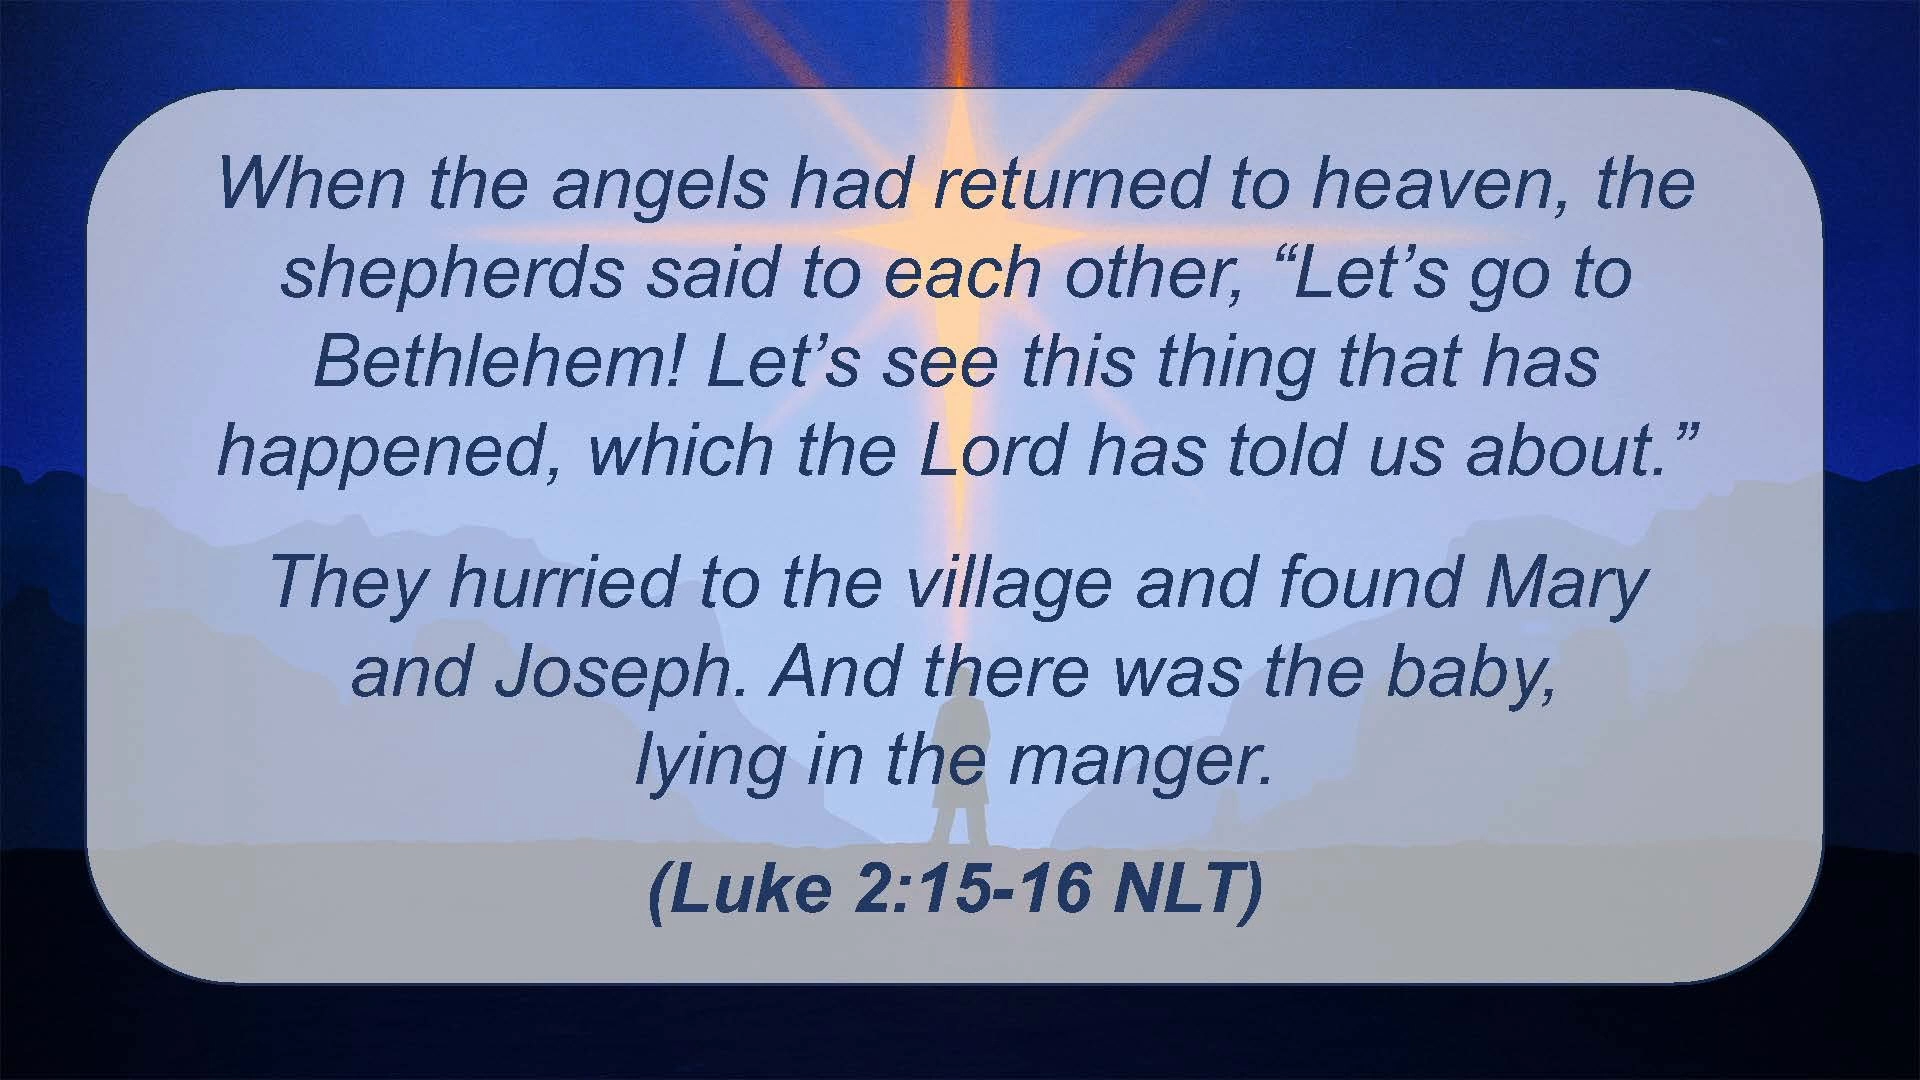 When the angels had returned to heaven, the
shepherds said to each other, “Let’s go to
Bethlehem! Let’s see this thing that has
happened, which the Lord has told us about.”
They hurried to the village and found Mary
and Joseph. And there was the baby,
lying in the manger.
(Luke 2:15-16 NLT)